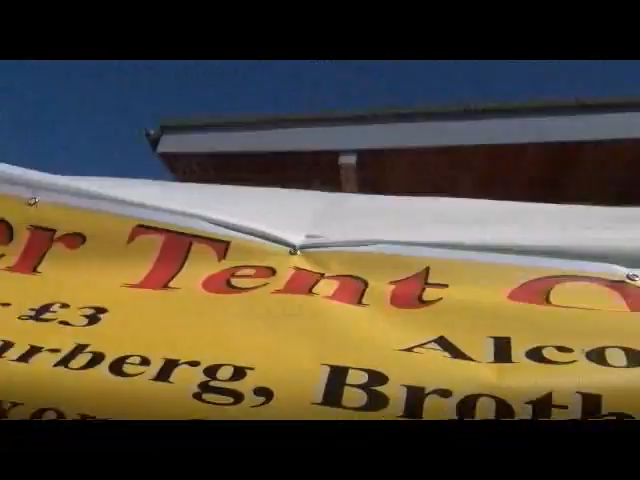 er Tent
£3 Alco
arberg, Broth